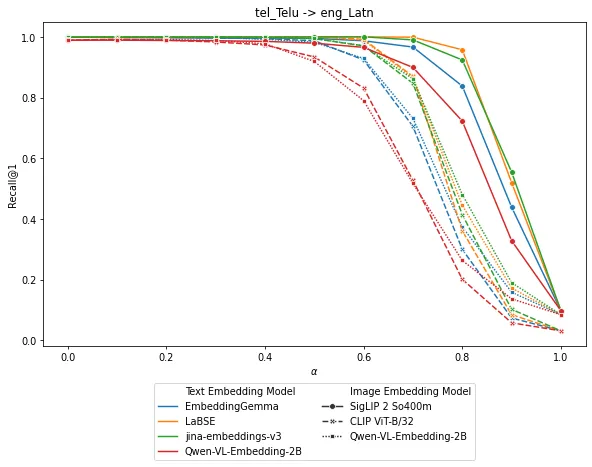 tel_Telu -> eng_Latn
Recall@1
1.0
0.8
0.6
0.4
0.2
0.0
0.0 0.2 0.4 0.6 0.8 1.0
α
Text Embedding Model
EmbeddingGemma
LaBSE
jina-embeddings-v3
Qwen-VL-Embedding-2B
Image Embedding Model
SigLIP 2 So400m
CLIP ViT-B/32
Qwen-VL-Embedding-2B